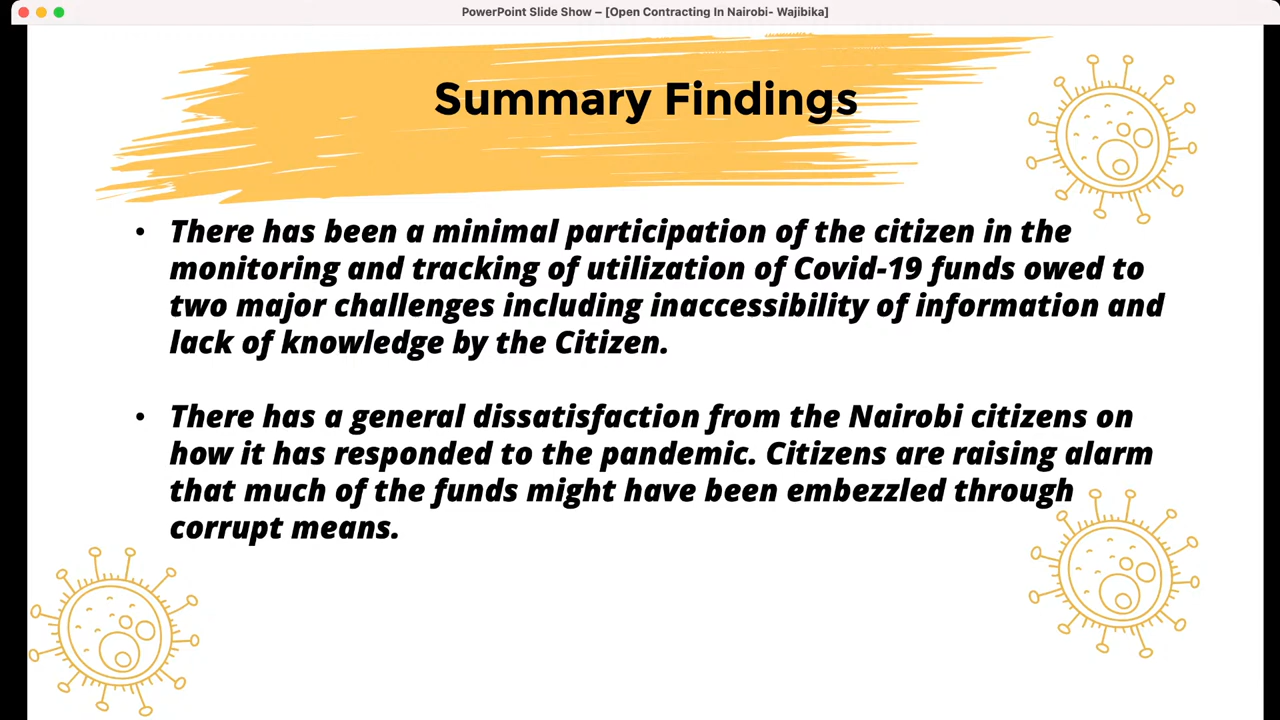 PowerPoint Slide Show – [Open Contracting In Nairobi- Wajibika]
Summary Findings
• There has been a minimal participation of the citizen in the
monitoring and tracking of utilization of Covid-19 funds owed to
two major challenges including inaccessibility of information and
lack of knowledge by the Citizen.
• There has a general dissatisfaction from the Nairobi citizens on
how it has responded to the pandemic. Citizens are raising alarm
that much of the funds might have been embezzled through
corrupt means.